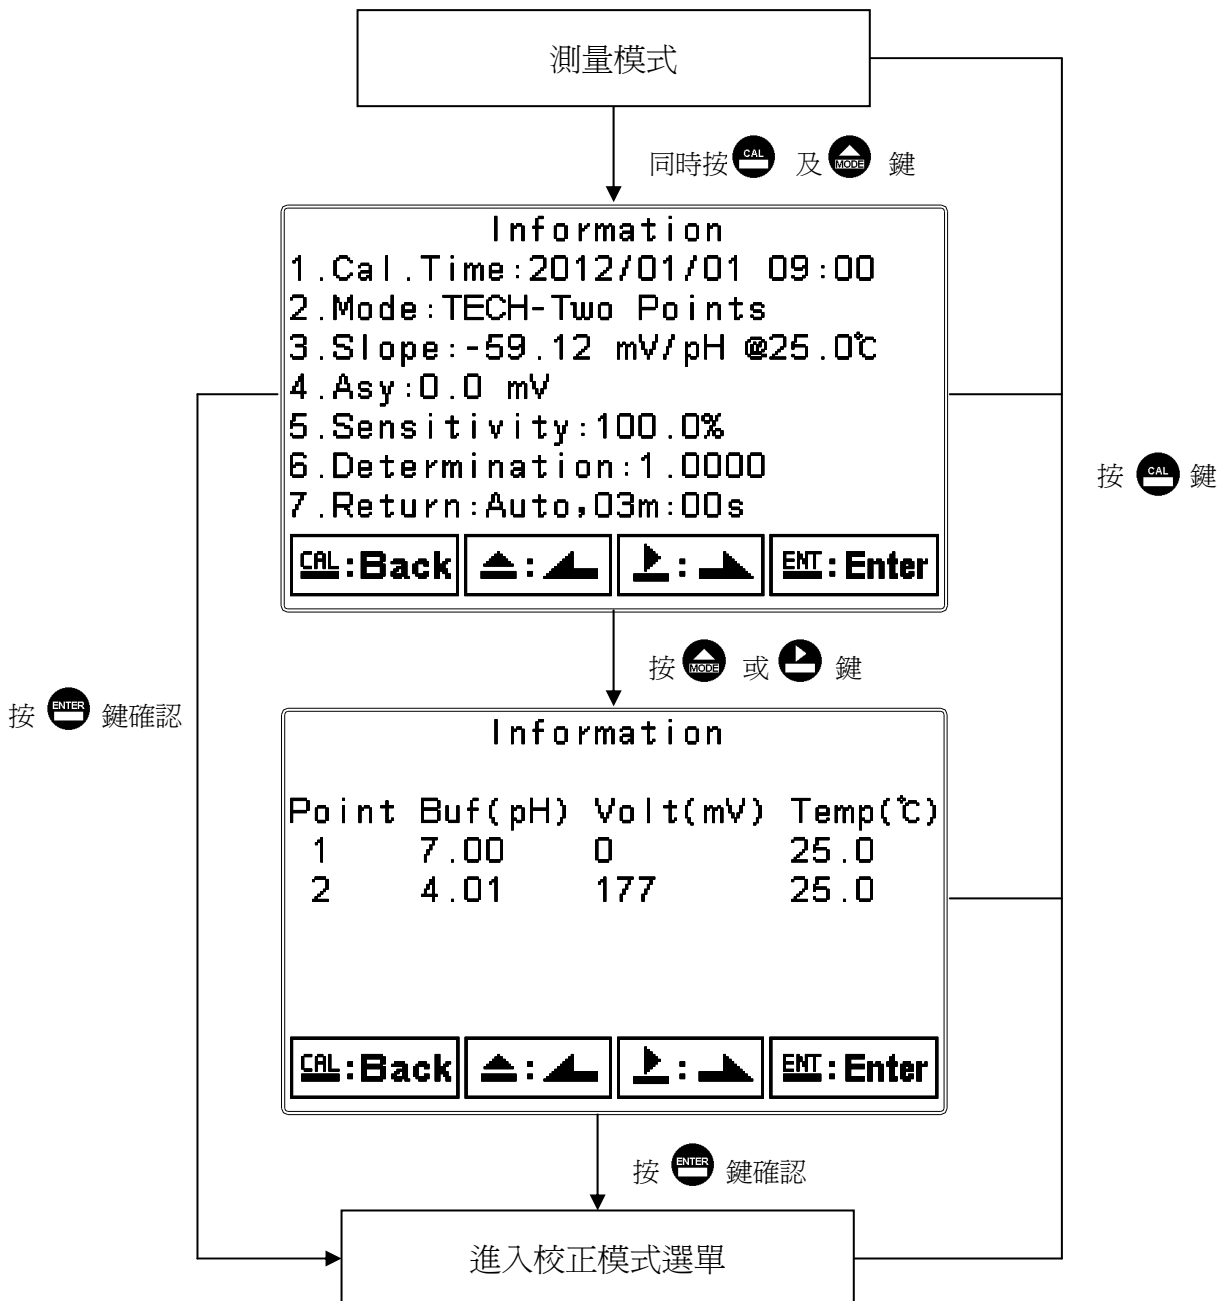 測量模式
同時按 CAL 及 MODE 鍵
Information
1.Cal.Time:2012/01/01 09:00
2.Mode:TECH-Two Points
3.Slope:-59.12 mV/pH @25.0℃
4.Asy:0.0 mV
5.Sensitivity:100.0%
6.Determination:1.0000
7.Return:Auto,03m:00s
CAL:Back : : ENT:Enter
按 CAL 鍵
按 MODE 或 鍵
按 ENTER 鍵確認
Information
Point Buf(pH) Volt(mV) Temp(℃)
1 7.00 0 25.0
2 4.01 177 25.0
CAL:Back : : ENT:Enter
按 ENTER 鍵確認
進入校正模式選單